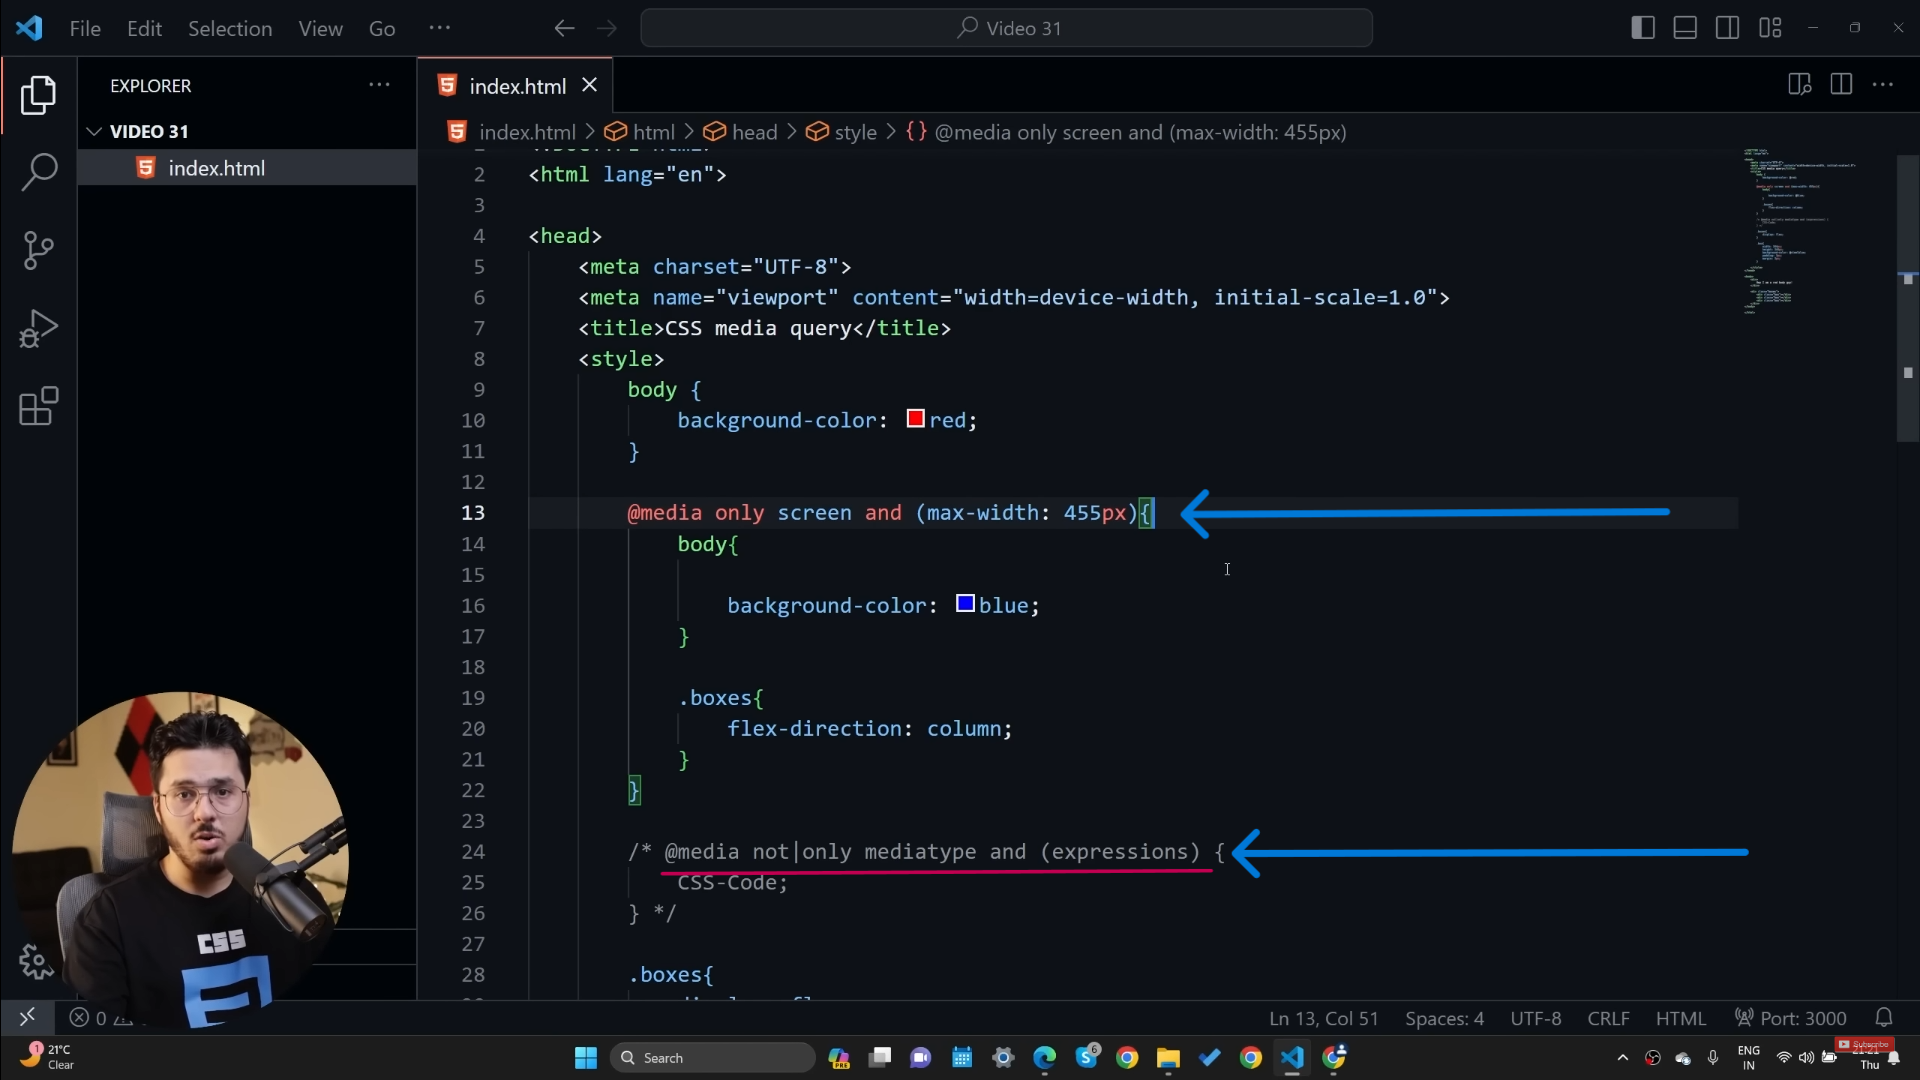 File Edit Selection View Go ···
Video 31
EXPLORER ···
VIDEO 31
index.html
index.html
index.html > html > head > style > {} @media only screen and (max-width: 455px)
2 <html lang="en">
3
4 <head>
5 <meta charset="UTF-8">
6 <meta name="viewport" content="width=device-width, initial-scale=1.0">
7 <title>CSS media query</title>
8 <style>
9 body {
10 background-color: red;
11 }
12
13 @media only screen and (max-width: 455px){
14 body{
15
16 background-color: blue;
17 }
18
19 .boxes{
20 flex-direction: column;
21 }
22 }
23
24 /* @media not|only mediatype and (expressions) {
25 CSS-Code;
26 } */
27
28 .boxes{
CSS
0
Ln 13, Col 51 Spaces: 4 UTF-8 CRLF HTML Port: 3000
1
21°C
Clear
Search
PRE
6
ENG
IN
Subscribe
Thu